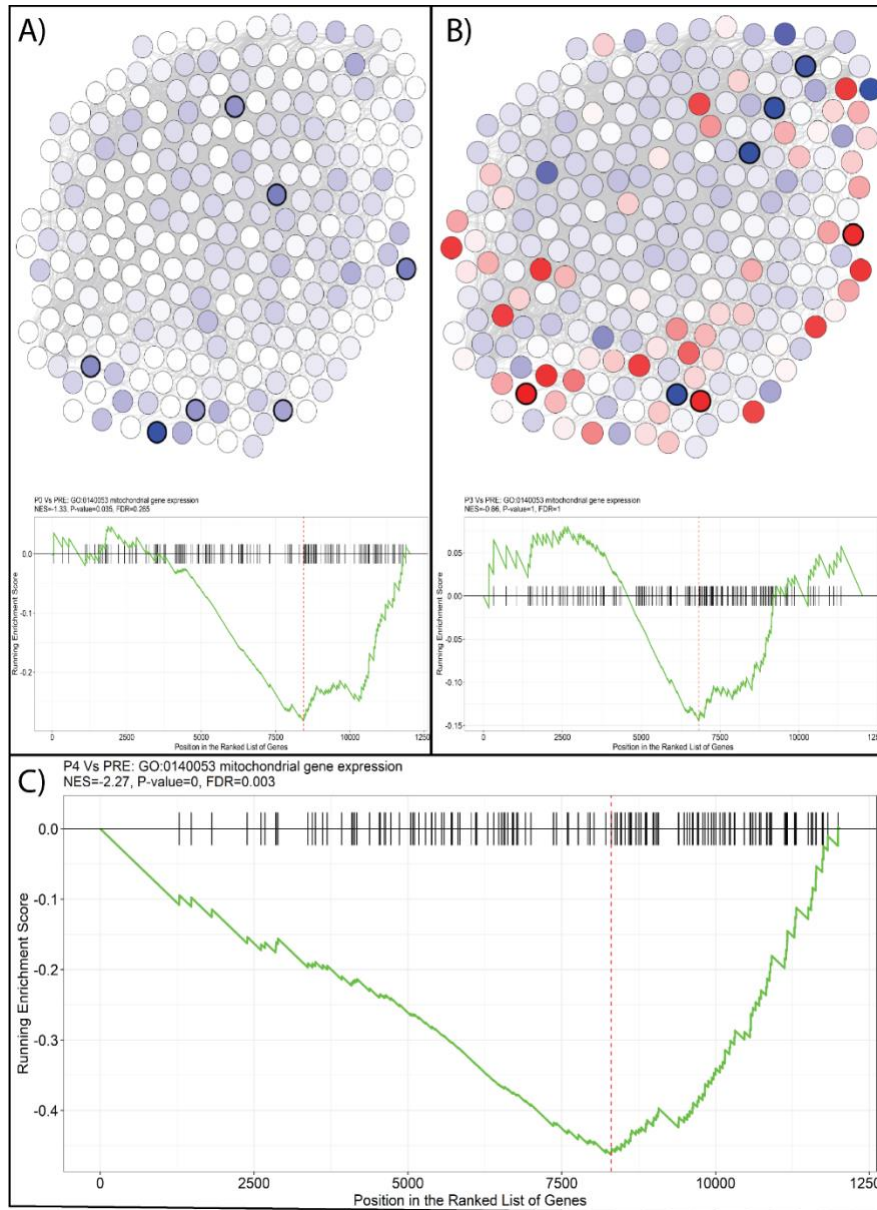 A)
P0 Vs PRE: GO:0140053 mitochondrial gene expression
NES=-1.33, P-value=0.035, FDR=0.265
Running Enrichment Score
0.0
-0.1
-0.2
0 2500 5000 7500 10000 1250
Position in the Ranked List of Genes
B)
P3 Vs PRE: GO:0140053 mitochondrial gene expression
NES=-0.66, P-value=1, FDR=1
Running Enrichment Score
0.05
0.00
-0.05
-0.10
-0.15
0 2500 5000 7500 10000 1250
Position in the Ranked List of Genes
C)
P4 Vs PRE: GO:0140053 mitochondrial gene expression
NES=-2.27, P-value=0, FDR=0.003
Running Enrichment Score
0.0
-0.1
-0.2
-0.3
-0.4
0 2500 5000 7500 10000 1250
Position in the Ranked List of Genes